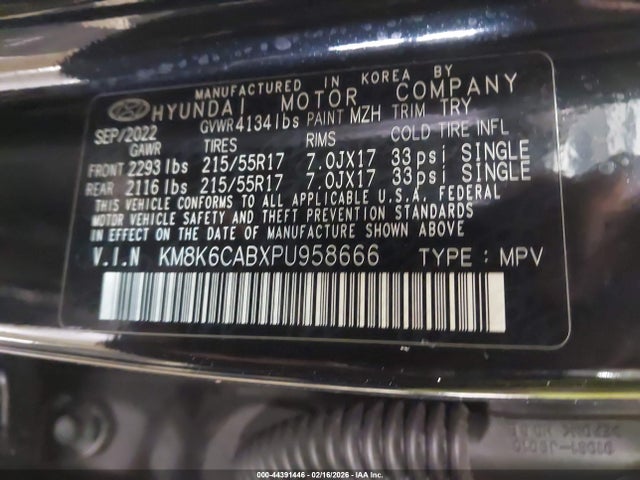 MANUFACTURED IN KOREA BY
HYUNDAI MOTOR COMPANY
SEP/2022 GVWR 4134 lbs PAINT MZH TRIM TRY
GAWR TIRES RIMS COLD TIRE INFL
FRONT 2293 lbs 215/55R17 7.0JX17 33 psi SINGLE
REAR 2116 lbs 215/55R17 7.0JX17 33 psi SINGLE
THIS VEHICLE CONFORMS TO ALL APPLICABLE U.S.A. FEDERAL
MOTOR VEHICLE SAFETY AND THEFT PREVENTION STANDARDS
IN EFFECT ON THE DATE OF MANUFACTURE SHOWN ABOVE.
V.I.N KM8K6CABXPU958666 TYPE : MPV
000-44391446 - 02/16/2026 - IAAI.COM